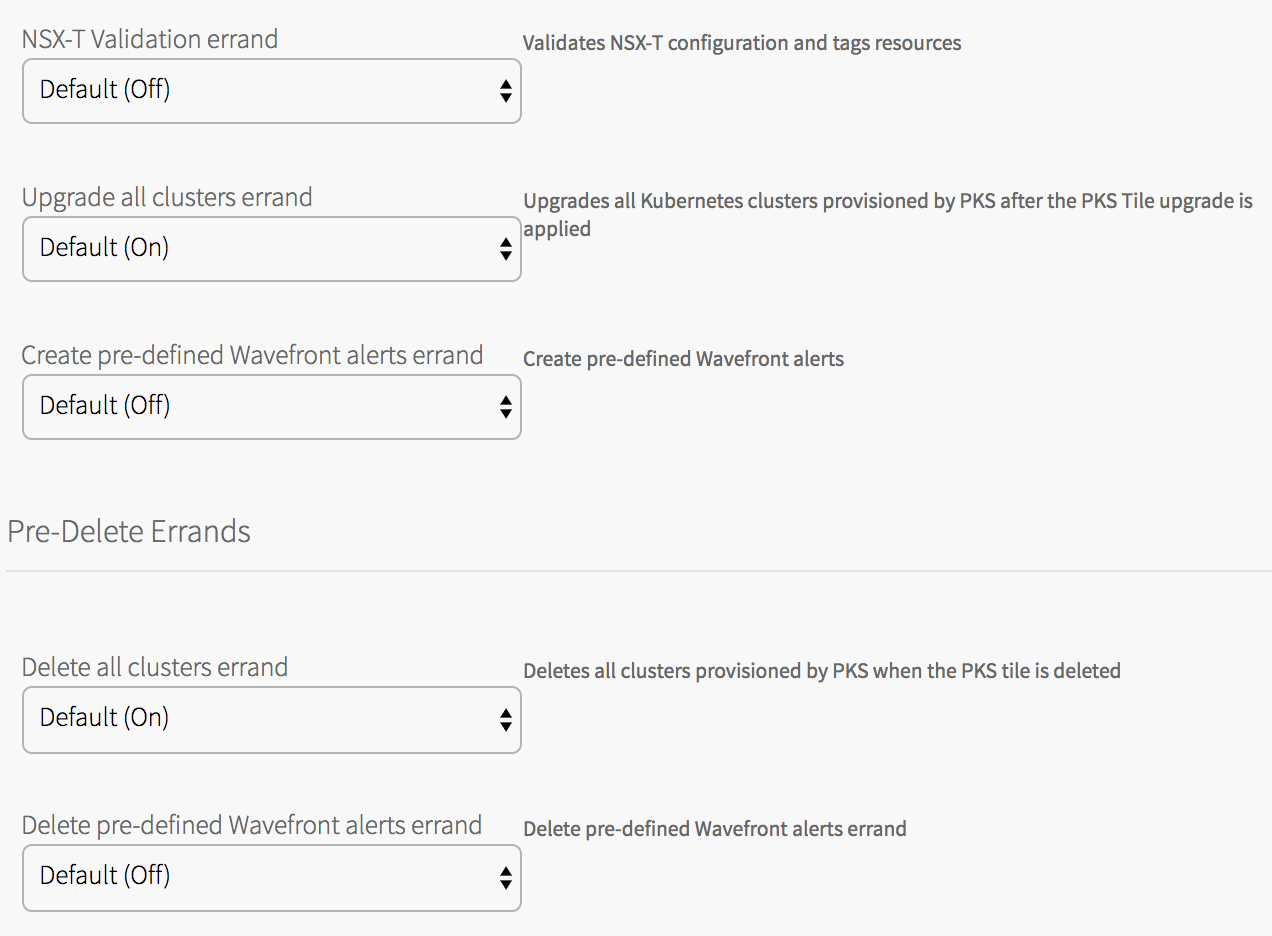 NSX-T Validation errand
Validates NSX-T configuration and tags resources
Default (Off)
Upgrade all clusters errand
Upgrades all Kubernetes clusters provisioned by PKS after the PKS Tile upgrade is
applied
Default (On)
Create pre-defined Wavefront alerts errand
Create pre-defined Wavefront alerts
Default (Off)
Pre-Delete Errands
Delete all clusters errand
Deletes all clusters provisioned by PKS when the PKS tile is deleted
Default (On)
Delete pre-defined Wavefront alerts errand
Delete pre-defined Wavefront alerts errand
Default (Off)